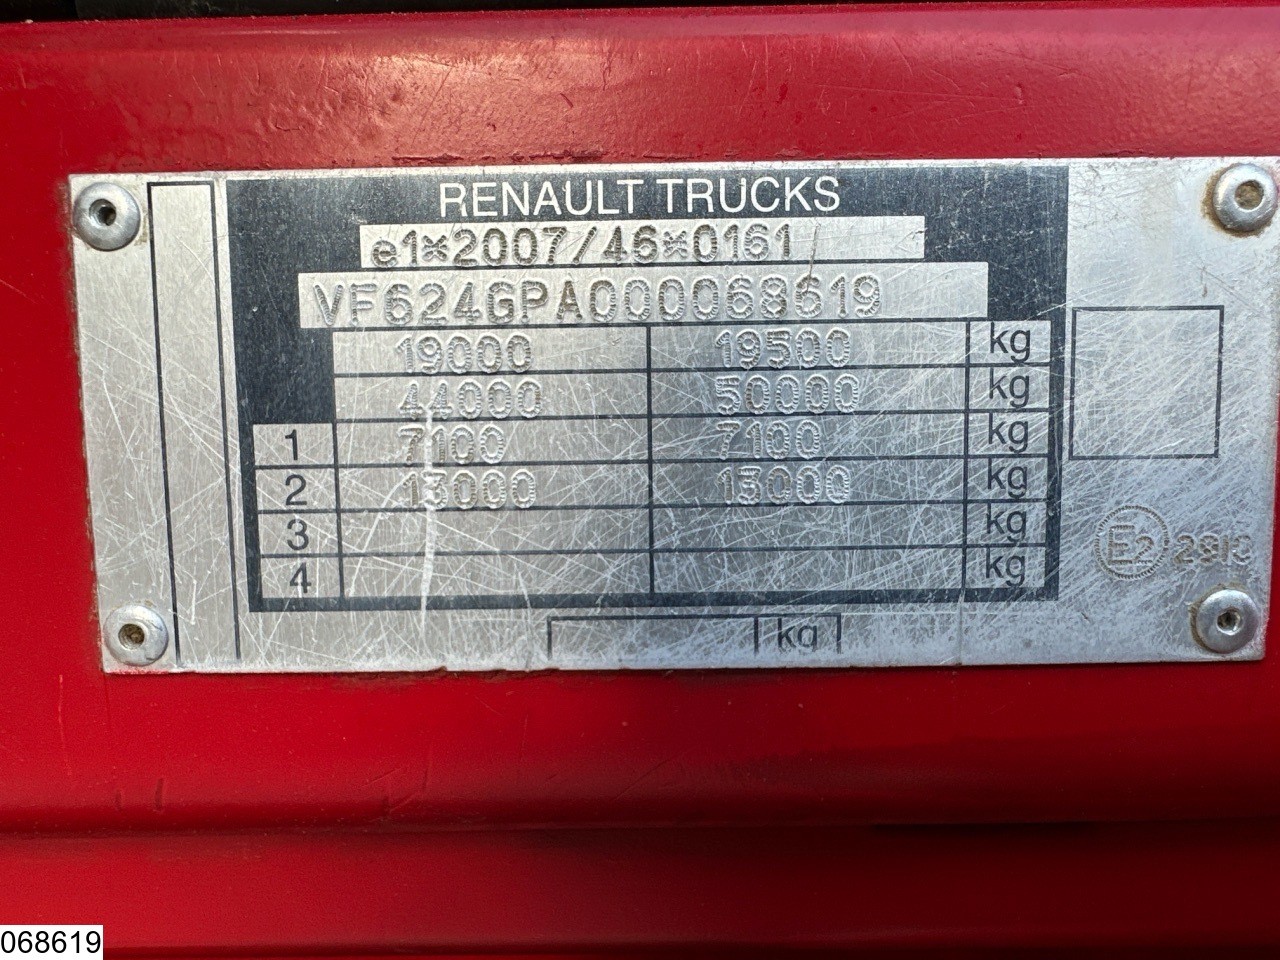 RENAULT TRUCKS
e1*2007/46*0161
VF624GPA000068619
19000 19500 kg
44000 50000 kg
1 7100 7100 kg
2 13000 13000 kg
3 kg
4 kg
E2 2812
kg
068619